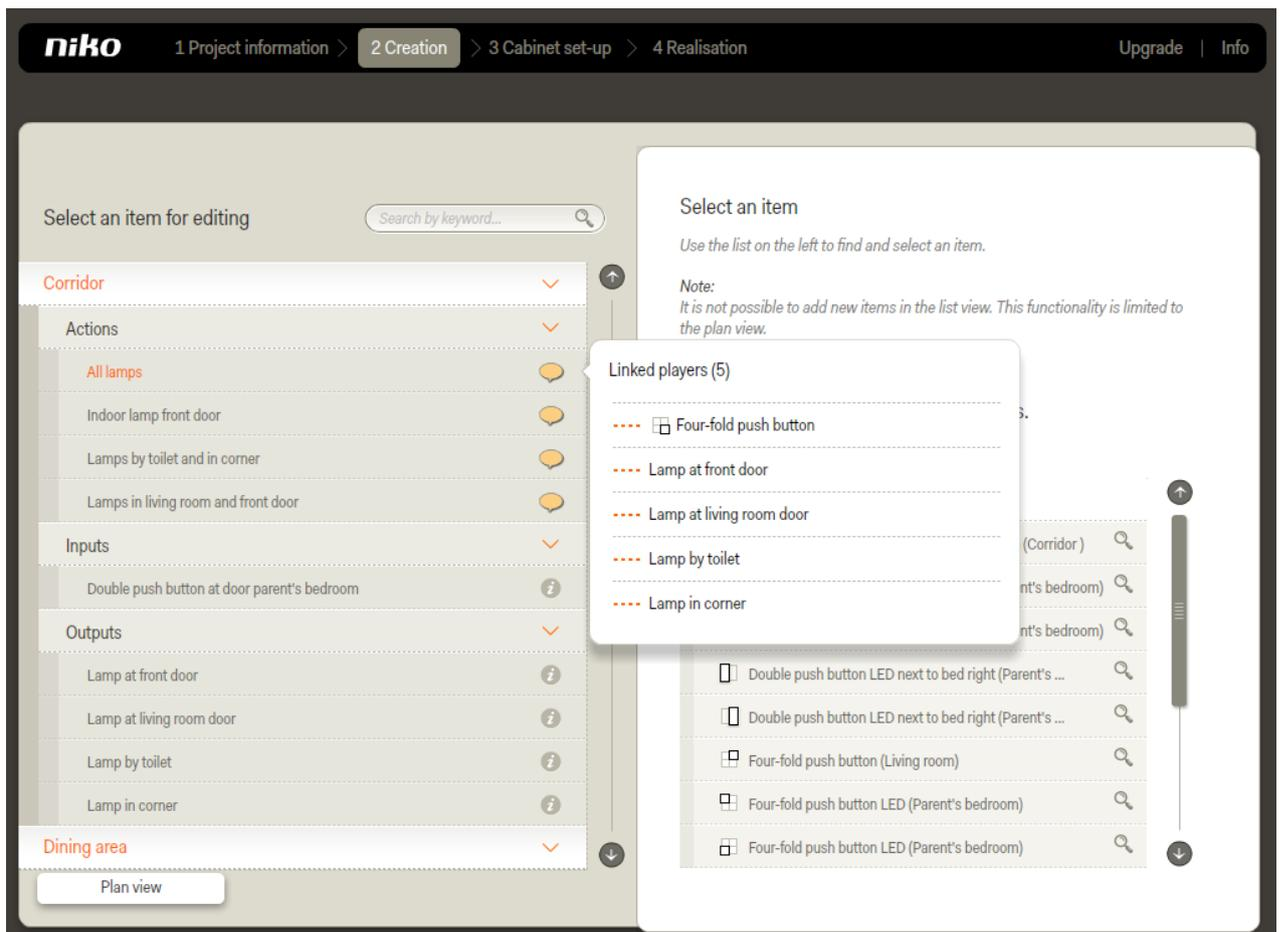 niko
1 Project information
2 Creation
3 Cabinet set-up
4 Realisation
Upgrade | Info
Select an item for editing
Search by keyword...
Corridor
Actions
All lamps
Indoor lamp front door
Lamps by toilet and in corner
Lamps in living room and front door
Inputs
Double push button at door parent's bedroom
Outputs
Lamp at front door
Lamp at living room door
Lamp by toilet
Lamp in corner
Dining area
Plan view
Select an item
Use the list on the left to find and select an item.
Note:
It is not possible to add new items in the list view. This functionality is limited to
the plan view.
Linked players (5)
Four-fold push button
Lamp at front door
Lamp at living room door
Lamp by toilet
Lamp in corner
(Corridor )
bedroom)
bedroom)
Double push button LED next to bed right (Parent's ...
Double push button LED next to bed right (Parent's ...
Four-fold push button (Living room)
Four-fold push button LED (Parent's bedroom)
Four-fold push button LED (Parent's bedroom)